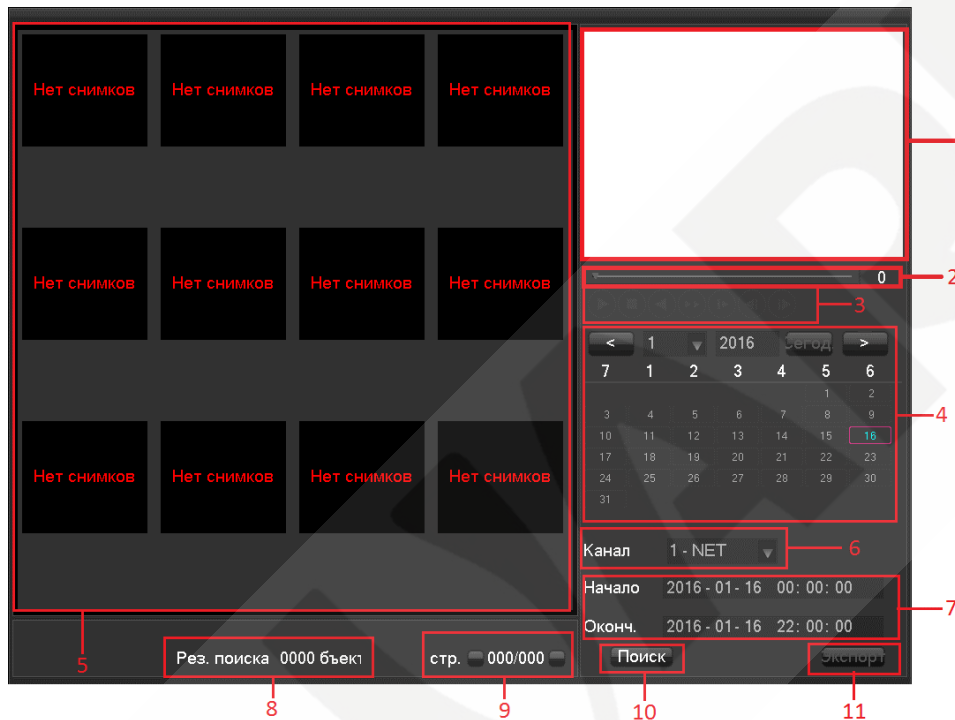 Нет снимков Нет снимков Нет снимков Нет снимков
Нет снимков Нет снимков Нет снимков Нет снимков
Нет снимков Нет снимков Нет снимков Нет снимков
5
Рез. поиска 0000 бъект
8
стр. 000/000
9
0
2
3
< 1 2016 Сегод. >
7 1 2 3 4 5 6
1 2
3 4 5 6 7 8 9
10 11 12 13 14 15 16
17 18 19 20 21 22 23
24 25 26 27 28 29 30
31
4
Канал 1 - NET
6
Начало 2016 - 01 - 16 00: 00: 00
Оконч. 2016 - 01 - 16 22: 00: 00
7
Поиск Экспорт
10 11